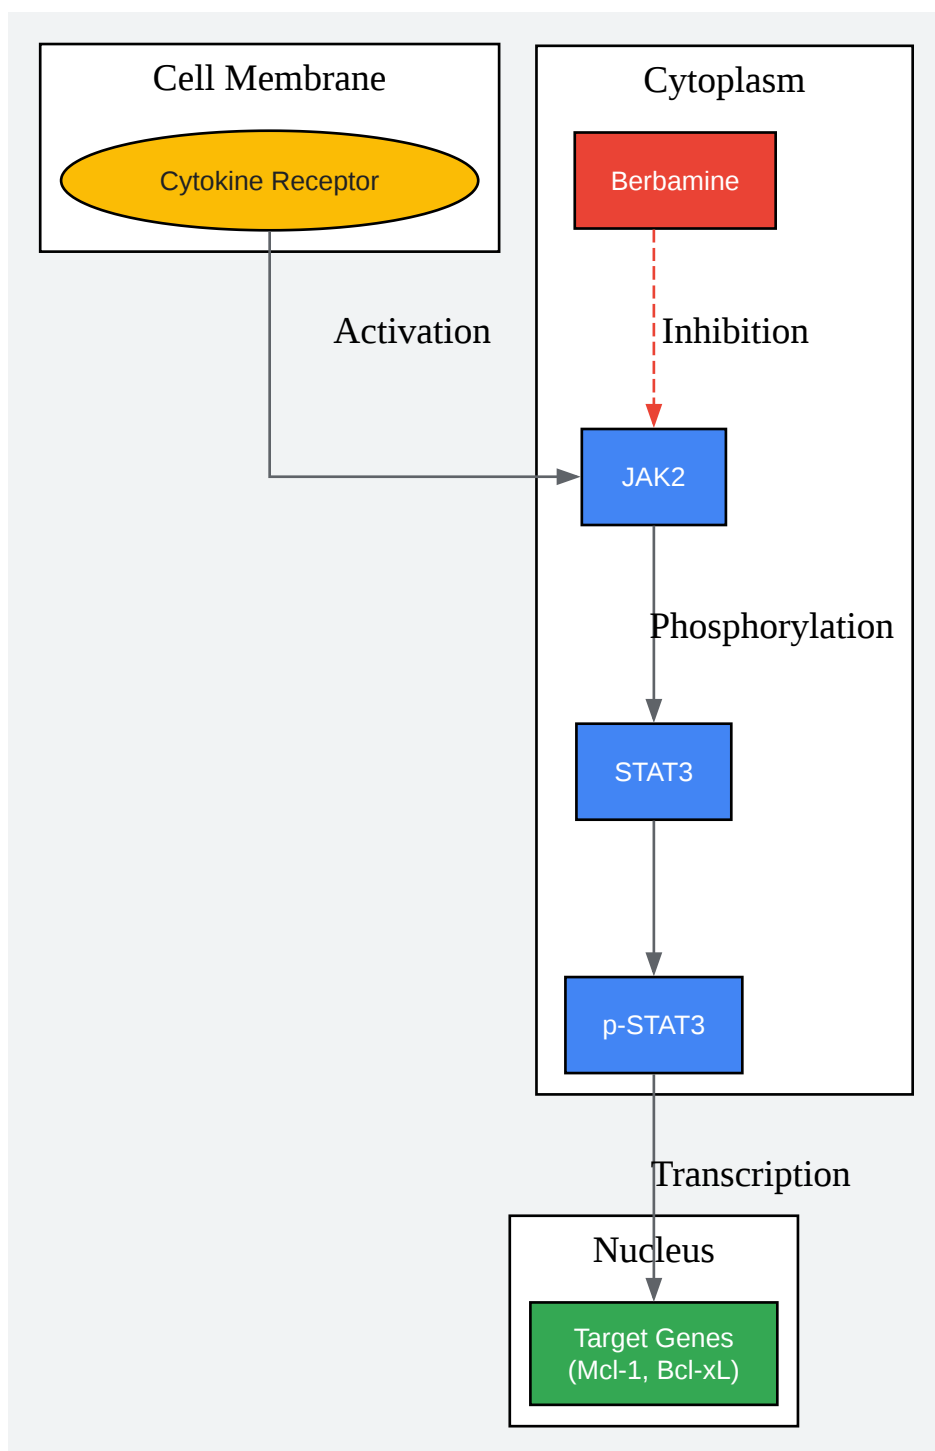 Cell Membrane
Cytokine Receptor
Cytoplasm
Berbamine
Activation
Inhibition
JAK2
Phosphorylation
STAT3
p-STAT3
Transcription
Nucleus
Target Genes
(Mcl-1, Bcl-xL)